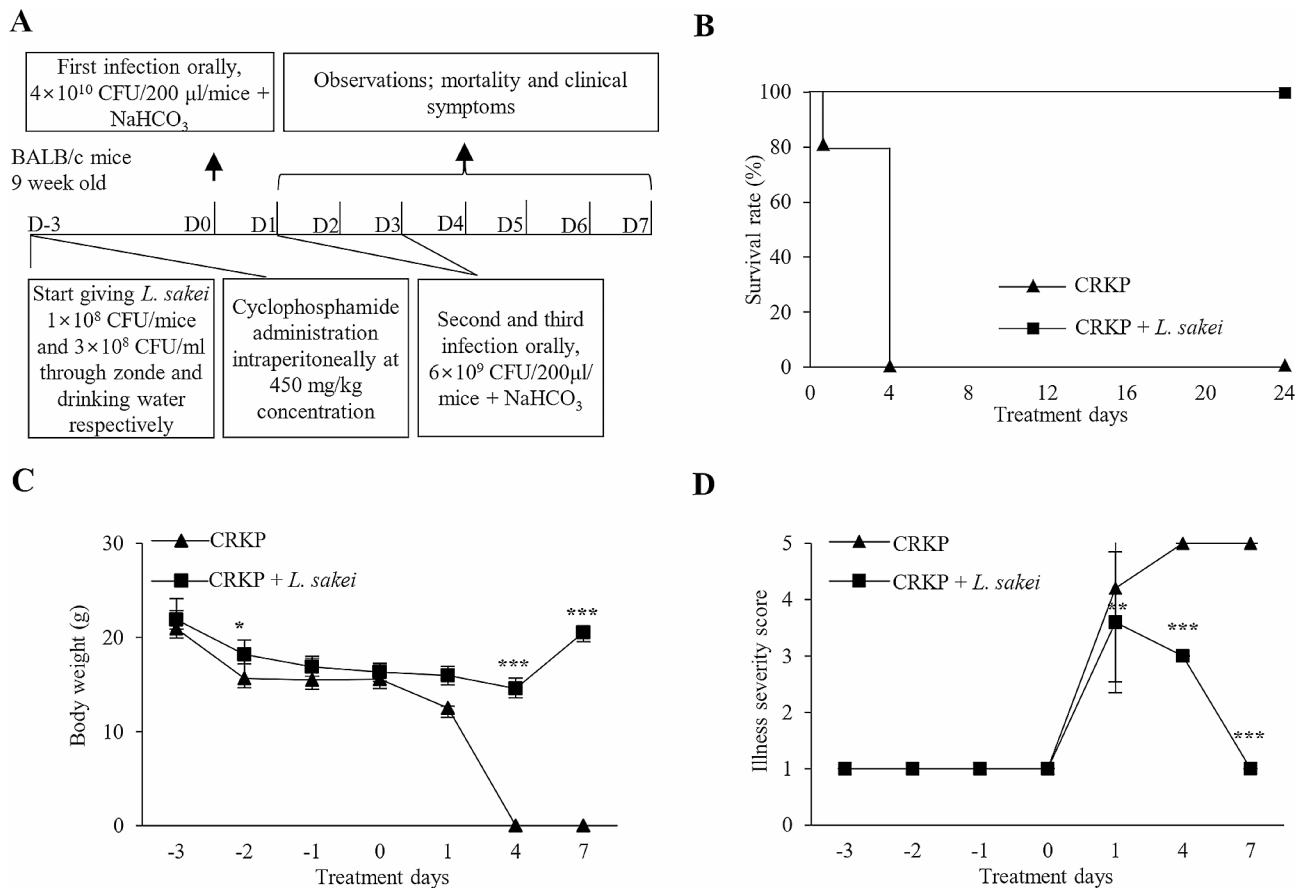 A
First infection orally,
4×10¹⁰ CFU/200 μl/mice +
NaHCO₃
Observations; mortality and clinical
symptoms
BALB/c mice
9 week old
D-3
D0
D1
D2
D3
D4
D5
D6
D7
Start giving L. sakei
1×10⁸ CFU/mice
and 3×10⁸ CFU/ml
through zonde and
drinking water
respectively
Cyclophosphamide
administration
intraperitoneally at
450 mg/kg
concentration
Second and third
infection orally,
6×10⁹ CFU/200μl/
mice + NaHCO₃
B
Survival rate (%)
100
80
60
40
20
0
CRKP
CRKP + L. sakei
0 4 8 12 16 20 24
Treatment days
C
Body weight (g)
30
20
10
0
CRKP
CRKP + L. sakei
*
***
***
-3 -2 -1 0 1 4 7
Treatment days
D
Illness severity score
5
4
3
2
1
CRKP
CRKP + L. sakei
**
***
***
-3 -2 -1 0 1 4 7
Treatment days